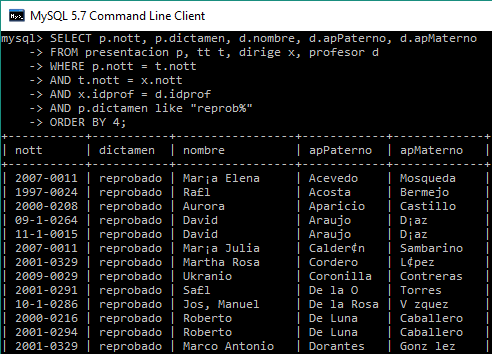 MySQL 5.7 Command Line Client
mysql> SELECT p.nott, p.dictamen, d.nombre, d.apPaterno, d.apMaterno
-> FROM presentacion p, tt t, dirige x, profesor d
-> WHERE p.nott = t.nott
-> AND t.nott = x.nott
-> AND x.idprof = d.idprof
-> AND p.dictamen like "reprob%"
-> ORDER BY 4;
+-----------+-----------+----------------+------------+------------+
| nott | dictamen | nombre | apPaterno | apMaterno
+-----------+-----------+----------------+------------+------------+
| 2007-0011 | reprobado | Mar¡a Elena | Acevedo | Mosqueda
| 1997-0024 | reprobado | Ra£l | Acosta | Bermejo
| 2000-0208 | reprobado | Aurora | Aparicio | Castillo
| 09-1-0264 | reprobado | David | Araujo | D¡az
| 11-1-0015 | reprobado | David | Araujo | D¡az
| 2007-0011 | reprobado | Mar¡a Julia | Calder¢n | Sambarino
| 2001-0329 | reprobado | Martha Rosa | Cordero | L¢pez
| 2009-0029 | reprobado | Ukranio | Coronilla | Contreras
| 2001-0291 | reprobado | Sa£l | De la O | Torres
| 10-1-0286 | reprobado | Jos, Manuel | De la Rosa | V zquez
| 2000-0216 | reprobado | Roberto | De Luna | Caballero
| 2001-0294 | reprobado | Roberto | De Luna | Caballero
| 2001-0329 | reprobado | Marco Antonio | Dorantes | Gonz lez